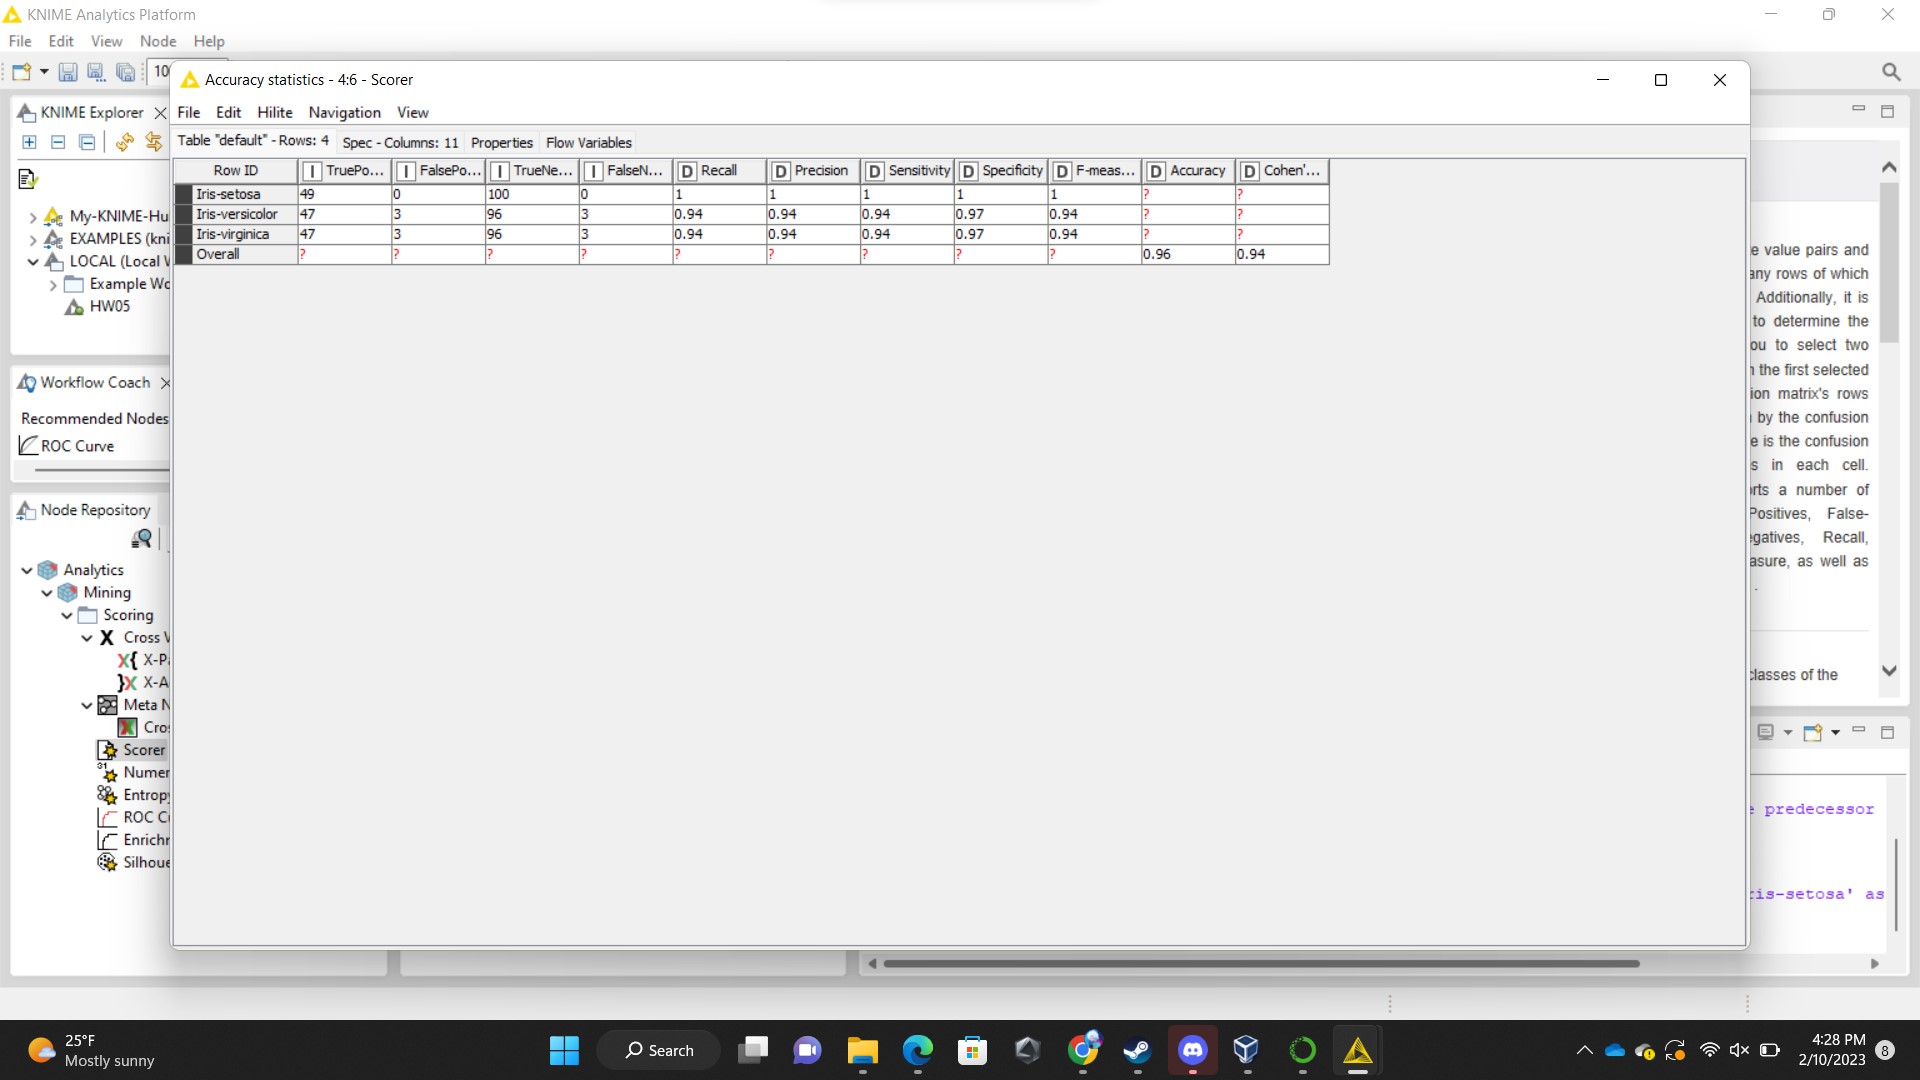 KNIME Analytics Platform
File Edit View Node Help
KNIME Explorer
My-KNIME-Hu
EXAMPLES (kni
LOCAL (Local
Example Wo
HW05
Workflow Coach
Recommended Nodes
ROC Curve
Node Repository
Analytics
Mining
Scoring
Cross V
X-Pa
X-A
Meta N
Cro
Scorer
Numer
Entropy
ROC Cu
Enrichr
Silhoue
Accuracy statistics - 4:6 - Scorer
File Edit Hilite Navigation View
Table "default" - Rows: 4 Spec - Columns: 11 Properties Flow Variables
Row ID I TruePo... I FalsePo... I TrueNe... I FalseN... D Recall D Precision D Sensitivity D Specificity D F-meas... D Accuracy D Cohen'...
Iris-setosa 49 0 100 0 1 1 1 1 1 ? ?
Iris-versicolor 47 3 96 3 0.94 0.94 0.94 0.97 0.94 ? ?
Iris-virginica 47 3 96 3 0.94 0.94 0.94 0.97 0.94 ? ?
Overall ? ? ? ? ? ? ? ? ? 0.96 0.94
e value pairs and
any rows of which
Additionally, it is
to determine the
ou to select two
the first selected
ion matrix's rows
by the confusion
e is the confusion
s in each cell.
orts a number of
Positives, False-
egatives, Recall,
asure, as well as
.
classes of the
predecessor
ris-setosa' as
25°F
Mostly sunny
Search
4:28 PM
2/10/2023
8